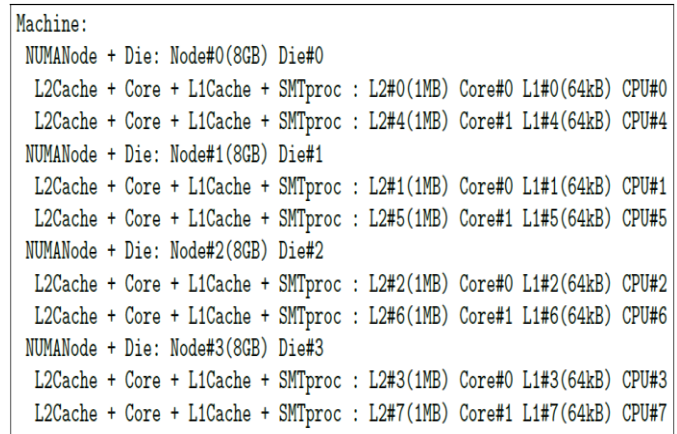 Machine:
NUMANode + Die: Node#0(8GB) Die#0
L2Cache + Core + L1Cache + SMTproc : L2#0(1MB) Core#0 L1#0(64kB) CPU#0
L2Cache + Core + L1Cache + SMTproc : L2#4(1MB) Core#1 L1#4(64kB) CPU#4
NUMANode + Die: Node#1(8GB) Die#1
L2Cache + Core + L1Cache + SMTproc : L2#1(1MB) Core#0 L1#1(64kB) CPU#1
L2Cache + Core + L1Cache + SMTproc : L2#5(1MB) Core#1 L1#5(64kB) CPU#5
NUMANode + Die: Node#2(8GB) Die#2
L2Cache + Core + L1Cache + SMTproc : L2#2(1MB) Core#0 L1#2(64kB) CPU#2
L2Cache + Core + L1Cache + SMTproc : L2#6(1MB) Core#1 L1#6(64kB) CPU#6
NUMANode + Die: Node#3(8GB) Die#3
L2Cache + Core + L1Cache + SMTproc : L2#3(1MB) Core#0 L1#3(64kB) CPU#3
L2Cache + Core + L1Cache + SMTproc : L2#7(1MB) Core#1 L1#7(64kB) CPU#7